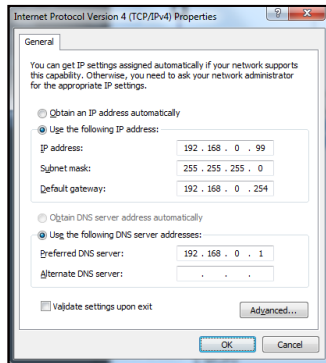 Internet Protocol Version 4 (TCP/IPv4) Properties
General
You can get IP settings assigned automatically if your network supports
this capability. Otherwise, you need to ask your network administrator
for the appropriate IP settings.
Obtain an IP address automatically
Use the following IP address:
IP address: 192 . 168 . 0 . 99
Subnet mask: 255 . 255 . 255 . 0
Default gateway: 192 . 168 . 0 . 254
Obtain DNS server address automatically
Use the following DNS server addresses:
Preferred DNS server: 192 . 168 . 0 . 1
Alternate DNS server: . . .
Validate settings upon exit
Advanced...
OK Cancel